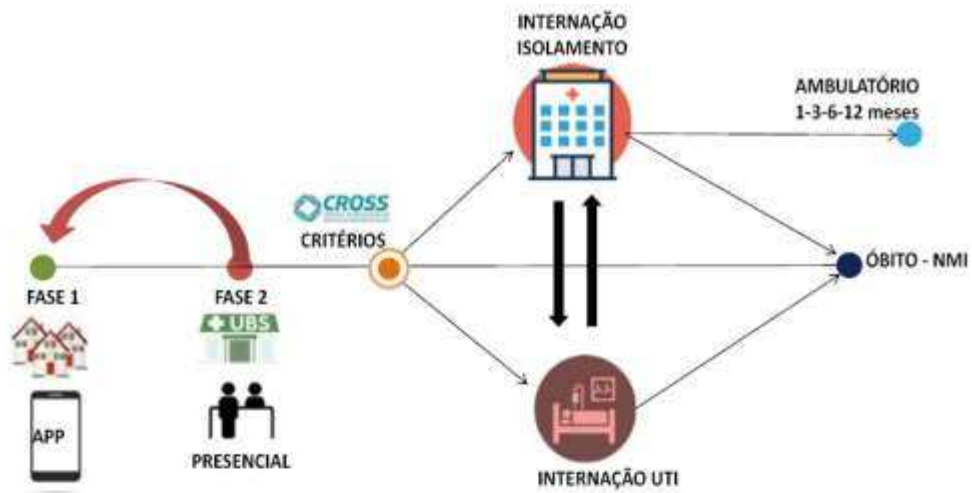 INTERNAÇÃO
ISOLAMENTO
AMBULATÓRIO
1-3-6-12 meses
CROSS
CRITÉRIOS
ÓBITO - NMI
FASE 1
FASE 2
UBS
APP
PRESENCIAL
INTERNAÇÃO UTI